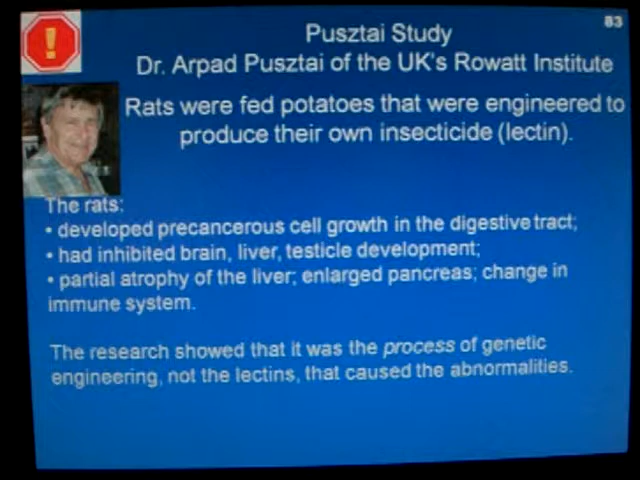 83
Pusztai Study
Dr. Arpad Pusztai of the UK's Rowatt Institute
Rats were fed potatoes that were engineered to
produce their own insecticide (lectin).
The rats:
• developed precancerous cell growth in the digestive tract;
• had inhibited brain, liver, testicle development;
• partial atrophy of the liver; enlarged pancreas; change in
immune system.
The research showed that it was the process of genetic
engineering, not the lectins, that caused the abnormalities.